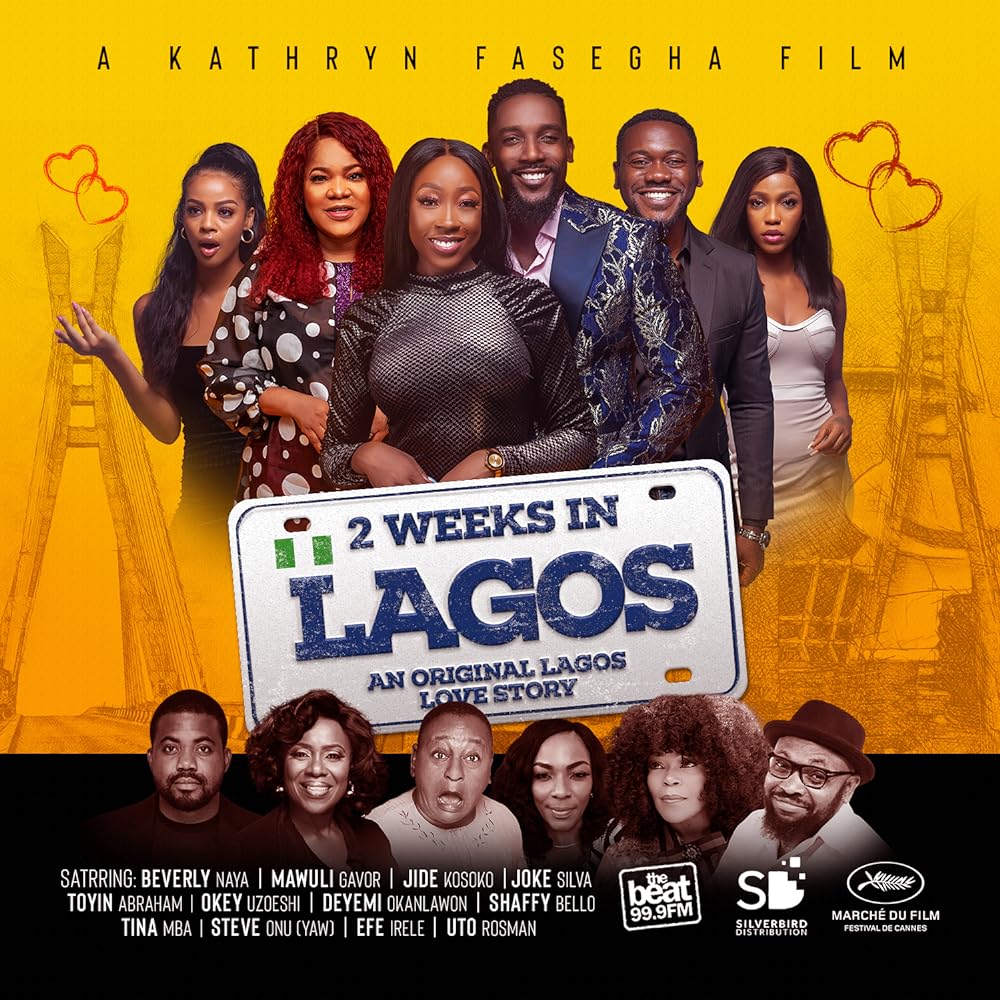 A KATHRYN FASEGHA FILM
2 WEEKS IN
LAGOS
AN ORIGINAL LAGOS
LOVE STORY
SATRRING: BEVERLY NAYA | MAWULI GAVOR | JIDE KOSOKO | JOKE SILVA
TOYIN ABRAHAM | OKEY UZOESHI | DEYEMI OKANLAWON | SHAFFY BELLO
TINA MBA | STEVE ONU (YAW) | EFE IRELE | UTO ROSMAN
the
beat
99.9FM
SD
SILVERBIRD
DISTRIBUTION
MARCHÉ DU FILM
FESTIVAL DE CANNES